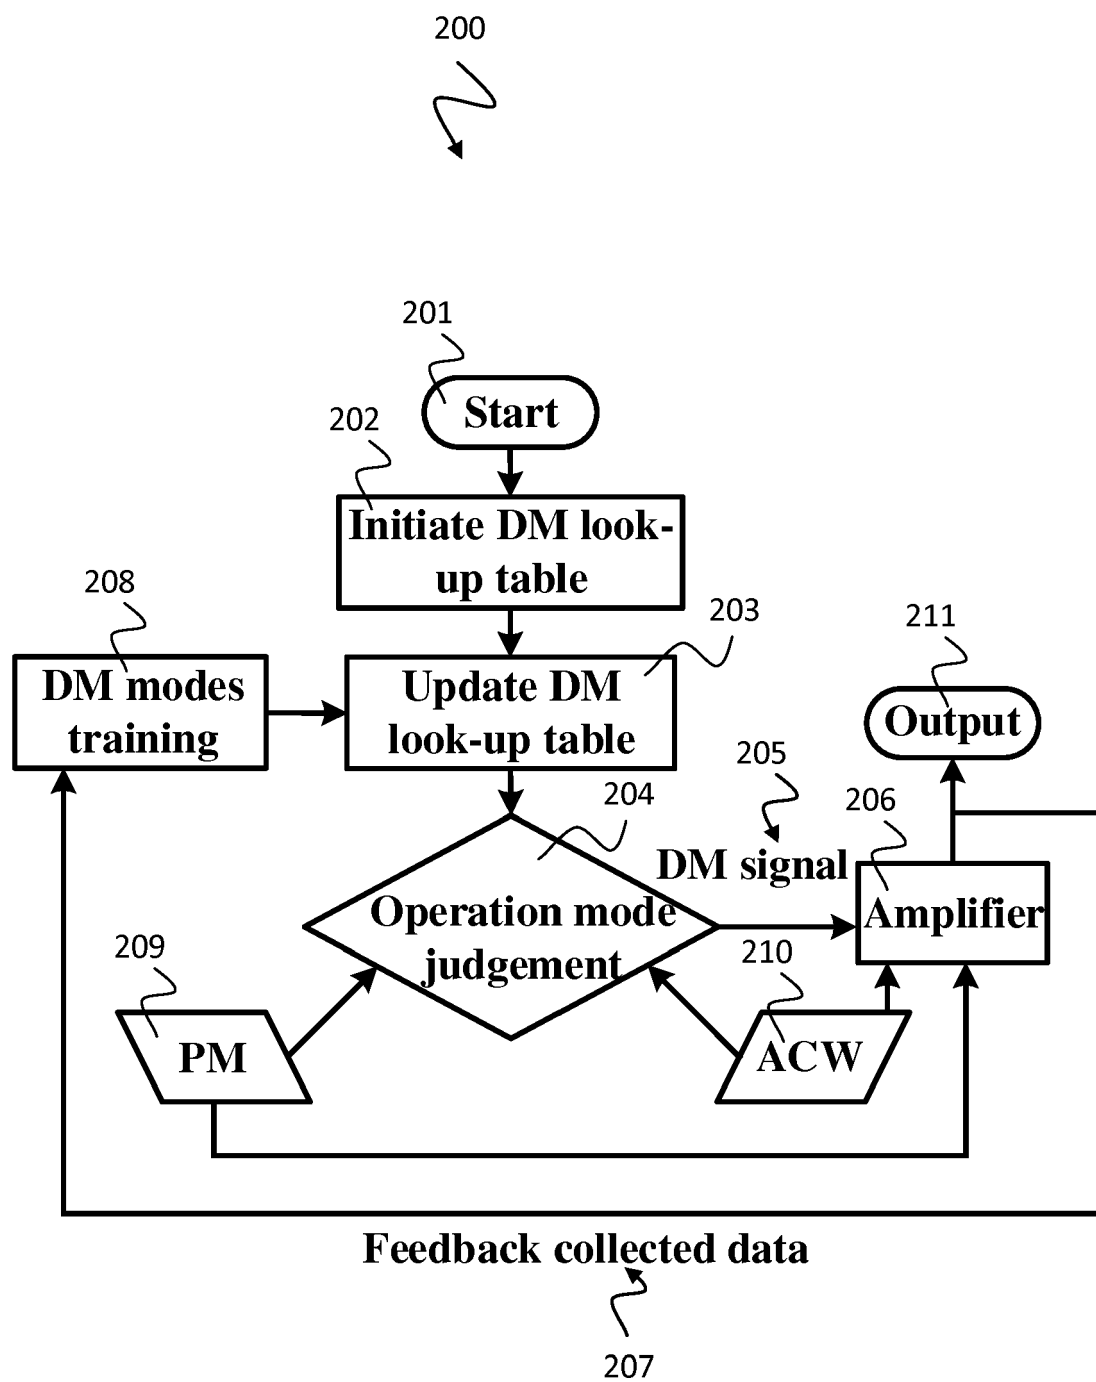 200
201
Start
202
Initiate DM look-
up table
208
203
211
DM modes
training
Update DM
look-up table
Output
205
204
206
DM signal
Operation mode
judgement
Amplifier
209
210
PM
ACW
Feedback collected data
207